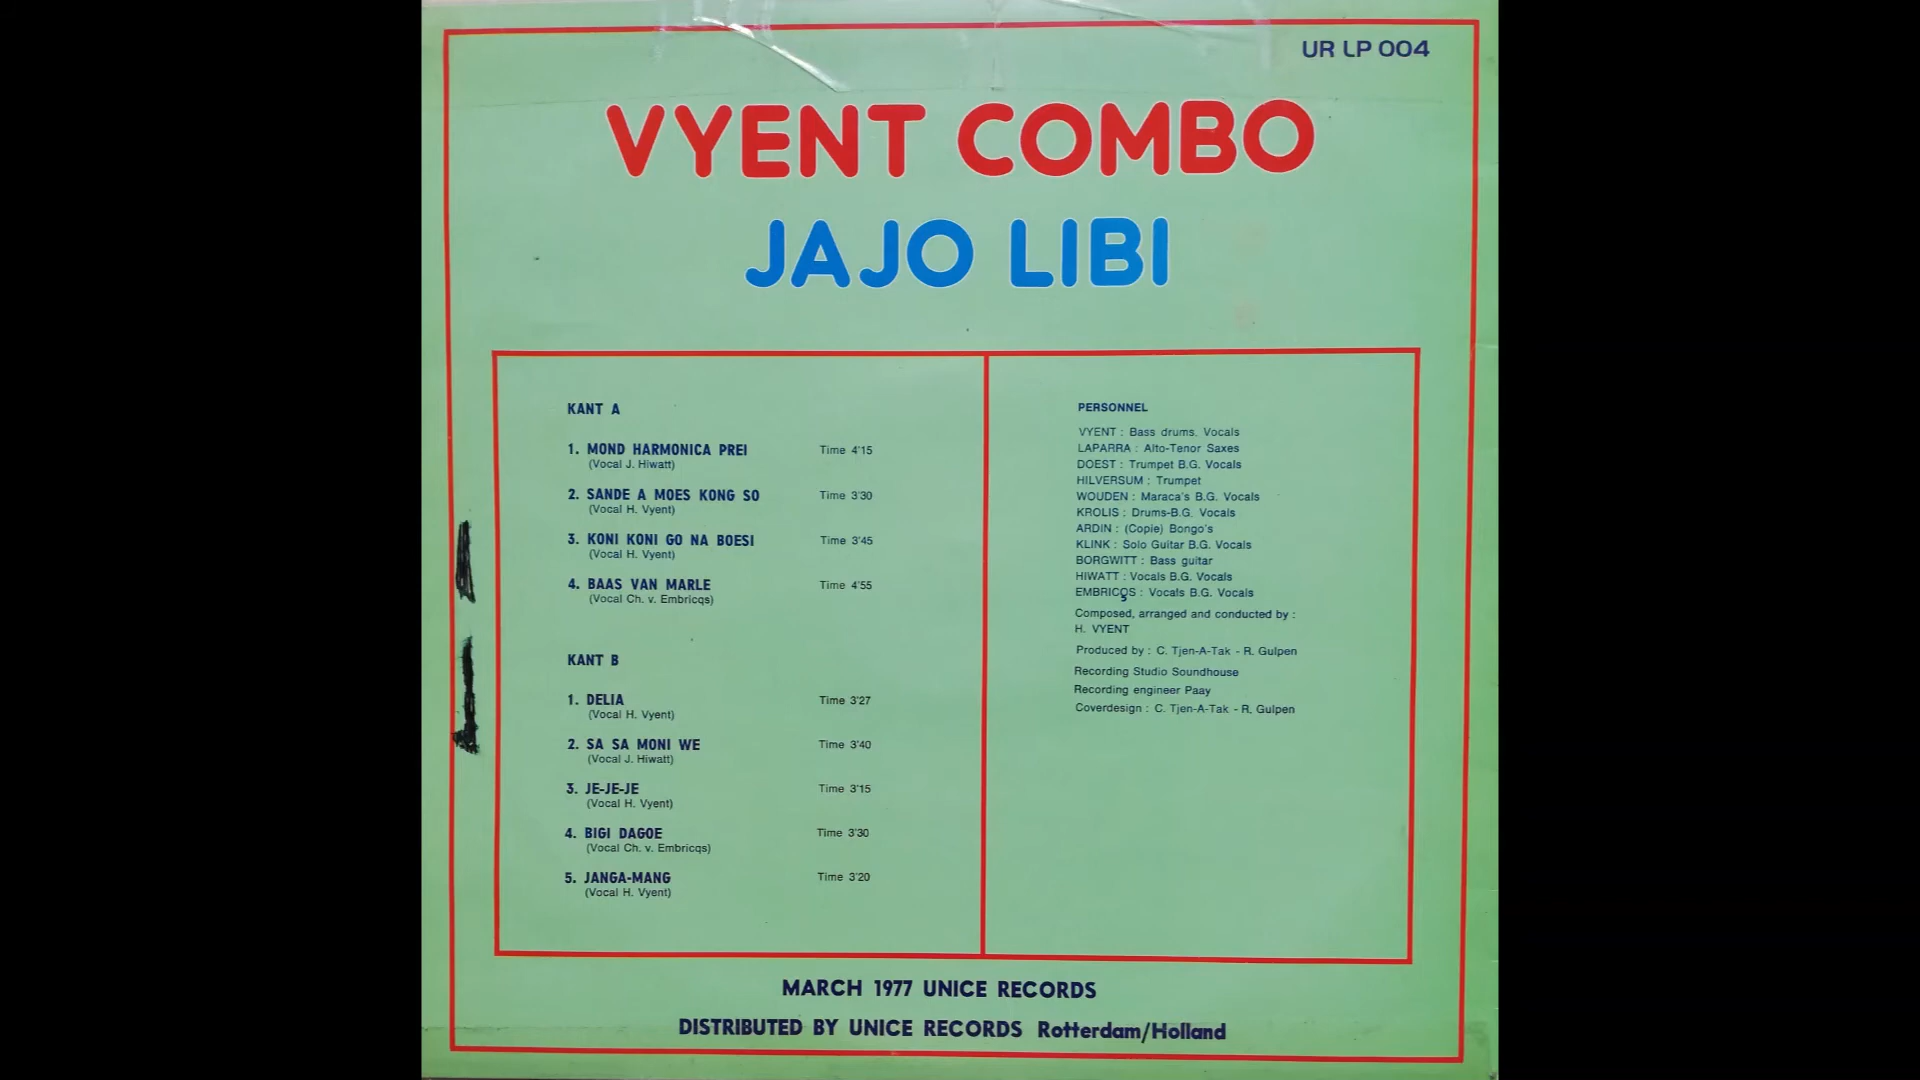 UR LP 004
VYENT COMBO
JAJO LIBI
KANT A
1. MOND HARMONICA PREI Time 4'15
(Vocal J. Hiwatt)
2. SANDE A MOES KONG SO Time 3'30
(Vocal H. Vyent)
3. KONI KONI GO NA BOESI Time 3'45
(Vocal H. Vyent)
4. BAAS VAN MARLE Time 4'55
(Vocal Ch. v. Embricqs)
KANT B
1. DELIA Time 3'27
(Vocal H. Vyent)
2. SA SA MONI WE Time 3'40
(Vocal J. Hiwatt)
3. JE-JE-JE Time 3'15
(Vocal H. Vyent)
4. BIGI DAGOE Time 3'30
(Vocal Ch. v. Embricqs)
5. JANGA-MANG Time 3'20
(Vocal H. Vyent)
PERSONNEL
VYENT : Bass drums. Vocals
LAPARRA : Alto-Tenor Saxes
DOEST : Trumpet B.G. Vocals
HILVERSUM : Trumpet
WOUDEN : Maraca's B.G. Vocals
KROLIS : Drums-B.G. Vocals
ARDIN : (Copie) Bongo's
KLINK : Solo Guitar B.G. Vocals
BORGWITT : Bass guitar
HIWATT : Vocals B.G. Vocals
EMBRICQS : Vocals B.G. Vocals
Composed, arranged and conducted by :
H. VYENT
Produced by : C. Tjen-A-Tak - R. Gulpen
Recording Studio Soundhouse
Recording engineer Paay
Coverdesign : C. Tjen-A-Tak - R. Gulpen
MARCH 1977 UNICE RECORDS
DISTRIBUTED BY UNICE RECORDS Rotterdam/Holland